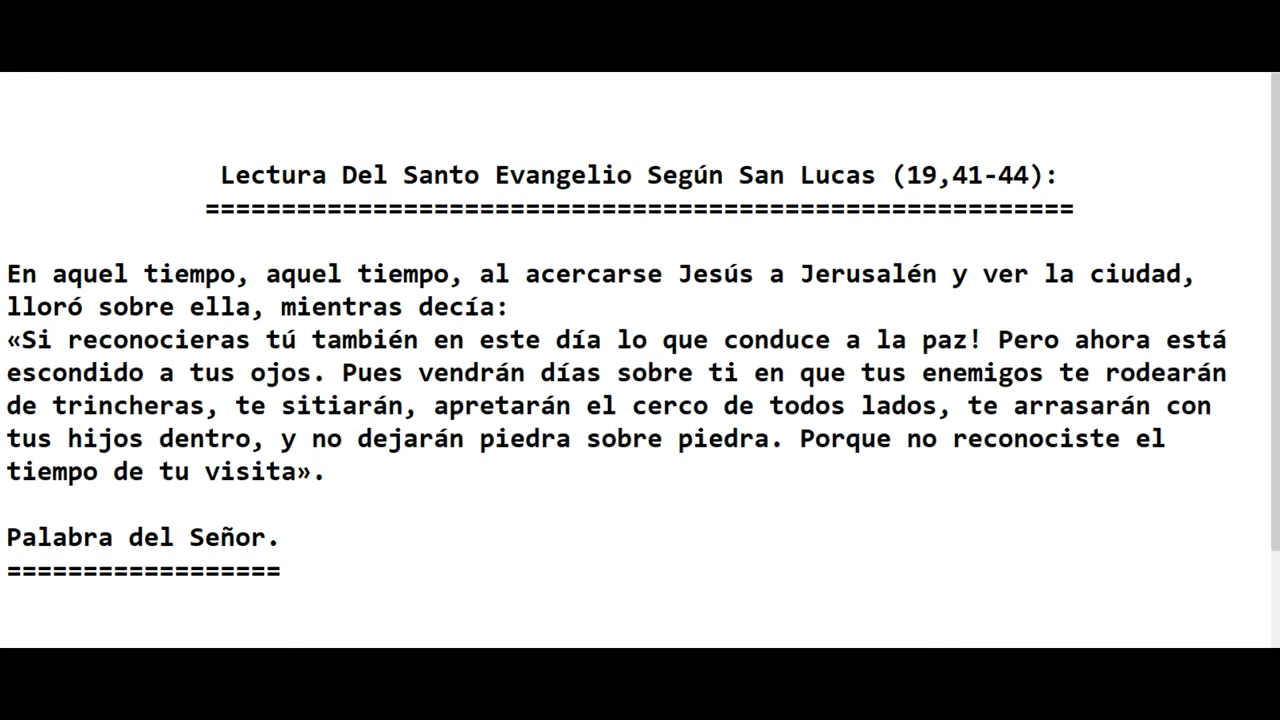 Lectura Del Santo Evangelio Según San Lucas (19,41-44):
=========================================================
En aquel tiempo, aquel tiempo, al acercarse Jesús a Jerusalén y ver la ciudad,
lloró sobre ella, mientras decía:
«Si reconocieras tú también en este día lo que conduce a la paz! Pero ahora está
escondido a tus ojos. Pues vendrán días sobre ti en que tus enemigos te rodearán
de trincheras, te sitiarán, apretarán el cerco de todos lados, te arrasarán con
tus hijos dentro, y no dejarán piedra sobre piedra. Porque no reconociste el
tiempo de tu visita».
Palabra del Señor.
==================